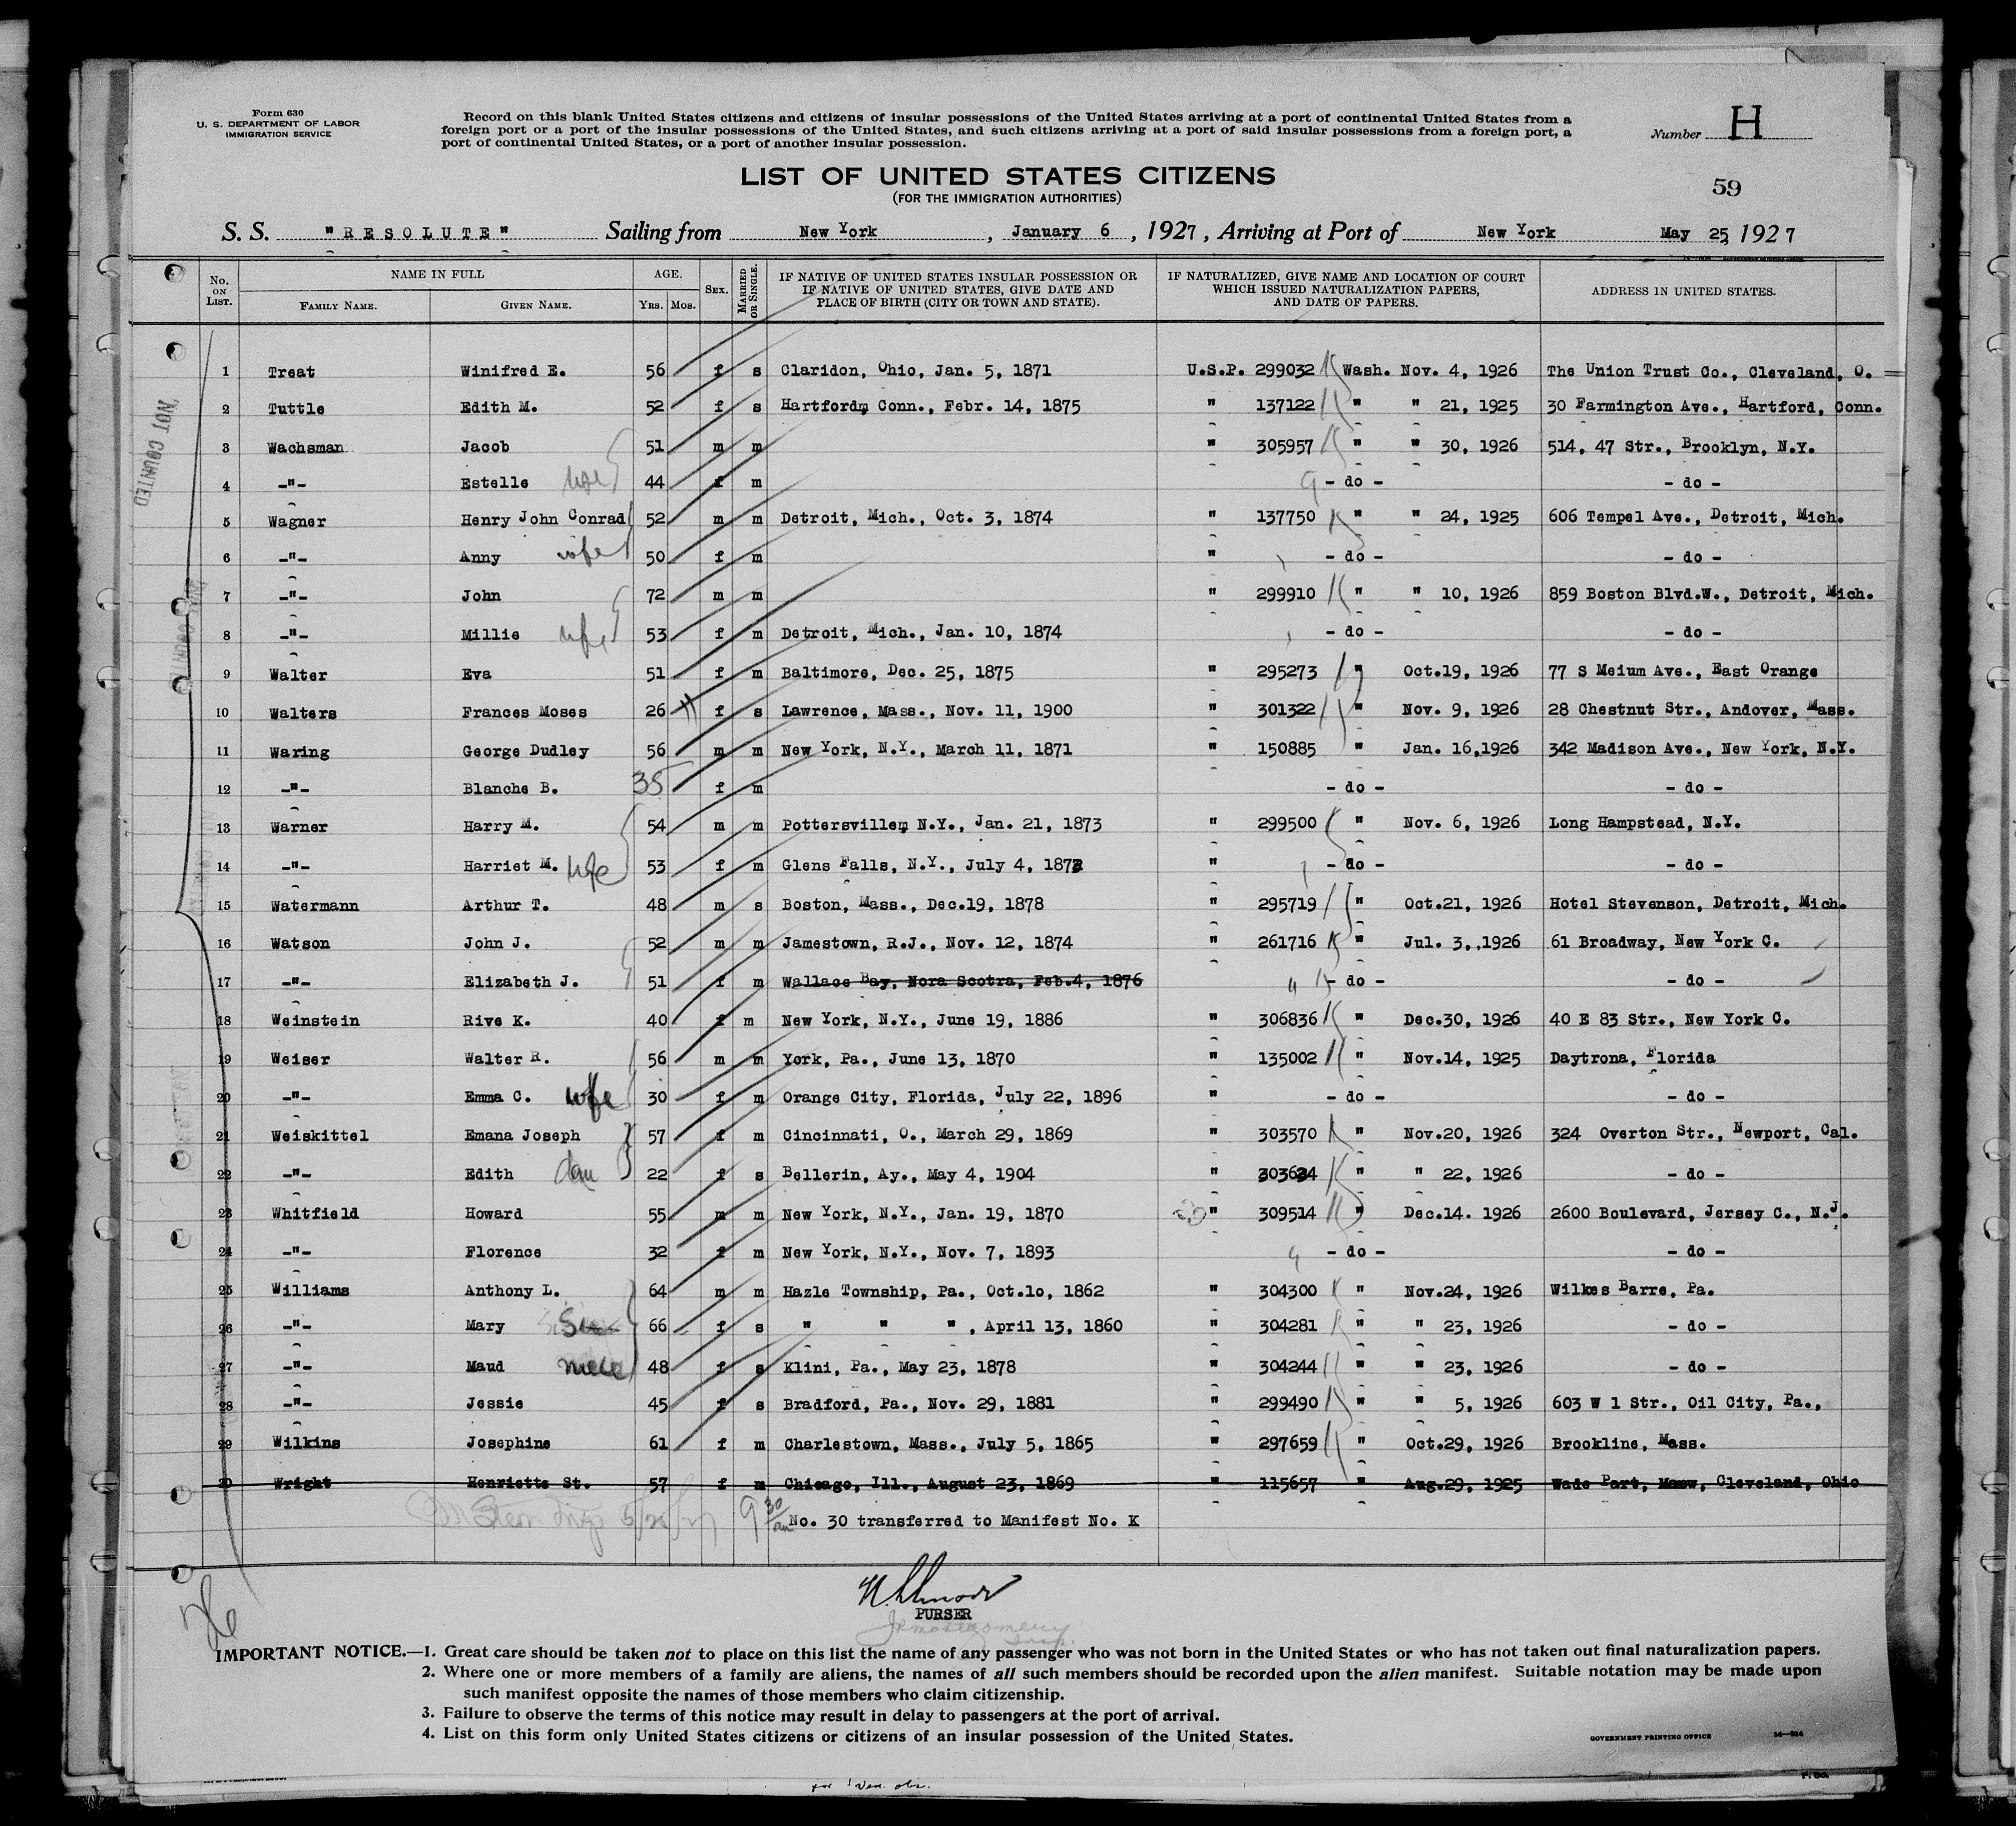 Form 630
U. S. DEPARTMENT OF LABOR
IMMIGRATION SERVICE
Record on this blank United States citizens and citizens of insular possessions of the United States arriving at a port of continental United States from a
foreign port or a port of the insular possessions of the United States, and such citizens arriving at a port of said insular possessions from a foreign port, a
port of continental United States, or a port of another insular possession.
Number H
LIST OF UNITED STATES CITIZENS
(FOR THE IMMIGRATION AUTHORITIES)
59
S. S. "RESOLUTE" Sailing from New York, January 6, 1927, Arriving at Port of New York May 25, 1927
No. ON LIST. NAME IN FULL FAMILY NAME. GIVEN NAME. AGE. YRS. MOS. SEX. MARRIED OR SINGLE. IF NATIVE OF UNITED STATES INSULAR POSSESSION OR IF NATIVE OF UNITED STATES, GIVE DATE AND PLACE OF BIRTH (CITY OR TOWN AND STATE). IF NATURALIZED, GIVE NAME AND LOCATION OF COURT WHICH ISSUED NATURALIZATION PAPERS, AND DATE OF PAPERS. ADDRESS IN UNITED STATES.
1 Treat Winifred E. 56 f s Claridon, Ohio, Jan. 5, 1871 U.S.P. 299032 Wash. Nov. 4, 1926 The Union Trust Co., Cleveland, O.
2 Tuttle Edith M. 52 f s Hartfordm Conn., Febr. 14, 1875 " 137122 " " 21, 1925 30 Farmington Ave., Hartford, Conn.
3 Wachsman Jacob 51 m m " 305957 " " 30, 1926 514, 47 Str., Brooklyn, N.Y.
4 -"- Estelle wfe 44 f m - do - - do -
5 Wagner Henry John Conrad 52 m m Detroit, Mich., Oct. 3, 1874 " 137750 " " 24, 1925 606 Tempel Ave., Detroit, Mich.
6 -"- Anny wife 50 f m " - do - - do -
7 -"- John 72 m m " 299910 " " 10, 1926 859 Boston Blvd.W., Detroit, Mich.
8 -"- Millie wfe 53 f m Detroit, Mich., Jan. 10, 1874 - do - - do -
9 Walter Eva 51 f m Baltimore, Dec. 25, 1875 " 295273 " Oct.19, 1926 77 S Meium Ave., East Orange
10 Walters Frances Moses 26 f s Lawrence, Mass., Nov. 11, 1900 " 301322 " Nov. 9, 1926 28 Chestnut Str., Andover, Mass.
11 Waring George Dudley 56 m m New York, N.Y., March 11, 1871 " 150885 " Jan. 16,1926 342 Madison Ave., New York, N.Y.
12 -"- Blanche B. 35 f m - do - - do -
13 Warner Harry M. 54 m m Pottersvillem N.Y., Jan. 21, 1873 " 299500 " Nov. 6, 1926 Long Hampstead, N.Y.
14 -"- Harriet M. wfe 53 f m Glens Falls, N.Y., July 4, 1873 " - do - - do -
15 Watermann Arthur T. 48 m s Boston, Mass., Dec.19, 1878 " 295719 " Oct.21, 1926 Hotel Stevenson, Detroit, Mich.
16 Watson John J. 52 m m Jamestown, R.J., Nov. 12, 1874 " 261716 " Jul. 3,,1926 61 Broadway, New York C.
17 -"- Elizabeth J. 51 f m Wallace Bay, Nora Scotra, Feb.4, 1876 " - do - - do -
18 Weinstein Rive K. 40 f m New York, N.Y., June 19, 1886 " 306836 " Dec.30, 1926 40 E 83 Str., New York C.
19 Weiser Walter R. 56 m m York, Pa., June 13, 1870 " 135002 " Nov.14, 1925 Daytrona, Florida
20 -"- Emma C. wfe 30 f m Orange City, Florida, July 22, 1896 " - do - - do -
21 Weiskittel Emana Joseph 57 f m Cincinnati, O., March 29, 1869 " 303570 " Nov.20, 1926 324 Overton Str., Newport, Cal.
22 -"- Edith dau 22 f s Bellerin, Ay., May 4, 1904 " 303634 " " 22, 1926 - do -
23 Whitfield Howard 55 m m New York, N.Y., Jan. 19, 1870 " 309514 " Dec.14. 1926 2600 Boulevard, Jersey C., N.J.
24 -"- Florence 32 f m New York, N.Y., Nov. 7, 1893 - do - - do -
25 Williams Anthony L. 64 m m Hazle Township, Pa., Oct.lo, 1862 " 304300 " Nov.24, 1926 Wilkes Barre, Pa.
26 -"- Mary Sis 66 f s " " ", April 13, 1860 " 304281 " " 23, 1926 - do -
27 -"- Maud niece 48 f s Klini, Pa., May 23, 1878 " 304244 " " 23, 1926 - do -
28 -"- Jessie 45 f s Bradford, Pa., Nov. 29, 1881 " 299490 " " 5, 1926 603 W 1 Str., Oil City, Pa.,
29 Wilkins Josephine 61 f m Charlestown, Mass., July 5, 1865 " 297659 " Oct.29, 1926 Brookline, Mass.
30 Wright Henriette St. 57 f m Chicago, Ill., August 23, 1869 " 115657 " Aug.29, 1925 Wade Part, Cleveland, Ohio
9 30/am No. 30 transferred to Manifest No. K
PURSER
NOT COUNTED
IMPORTANT NOTICE.—1. Great care should be taken not to place on this list the name of any passenger who was not born in the United States or who has not taken out final naturalization papers.
2. Where one or more members of a family are aliens, the names of all such members should be recorded upon the alien manifest. Suitable notation may be made upon
such manifest opposite the names of those members who claim citizenship.
3. Failure to observe the terms of this notice may result in delay to passengers at the port of arrival.
4. List on this form only United States citizens or citizens of an insular possession of the United States.
GOVERNMENT PRINTING OFFICE 14—214